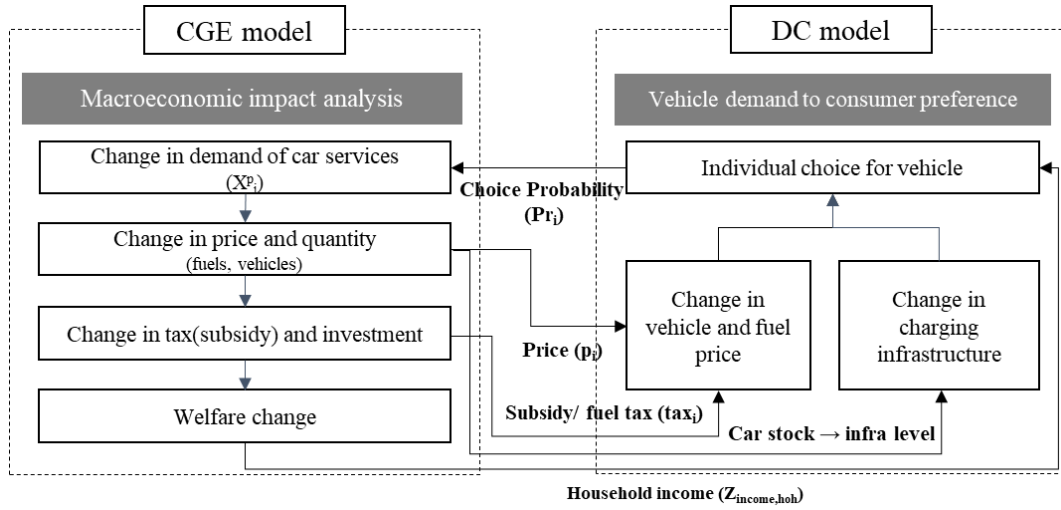 CGE model
DC model
Macroeconomic impact analysis
Vehicle demand to consumer preference
Change in demand of car services
(Xᵖᵢ)
Individual choice for vehicle
Choice Probability
(Prᵢ)
Change in price and quantity
(fuels, vehicles)
Change in
vehicle and fuel
price
Change in
charging
infrastructure
Change in tax(subsidy) and investment
Price (pᵢ)
Welfare change
Subsidy/ fuel tax (taxᵢ)
Car stock → infra level
Household income (Z_income,hoh)